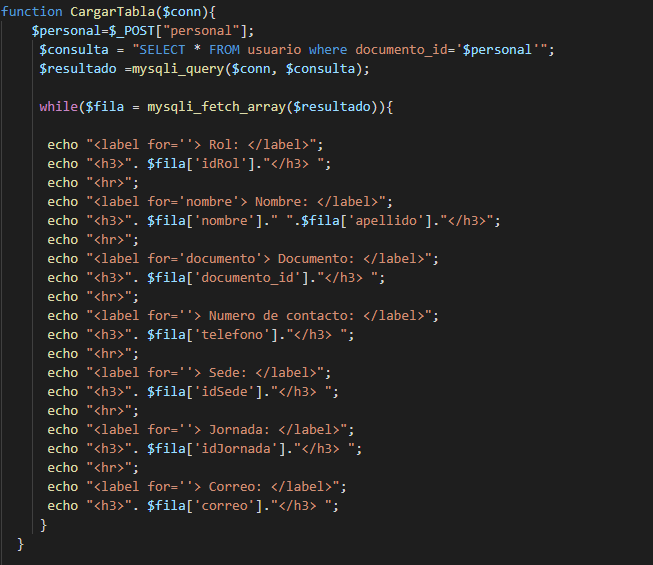 function CargarTabla($conn){
$personal=$_POST["personal"];
$consulta = "SELECT * FROM usuario where documento_id='$personal'";
$resultado =mysqli_query($conn, $consulta);
while($fila = mysqli_fetch_array($resultado)){
echo "<label for=''> Rol: </label>";
echo "<h3>". $fila['idRol']."</h3> ";
echo "<hr>";
echo "<label for='nombre'> Nombre: </label>";
echo "<h3>". $fila['nombre']." ".$fila['apellido']."</h3>";
echo "<hr>";
echo "<label for='documento'> Documento: </label>";
echo "<h3>". $fila['documento_id']."</h3> ";
echo "<hr>";
echo "<label for=''> Numero de contacto: </label>";
echo "<h3>". $fila['telefono']."</h3> ";
echo "<hr>";
echo "<label for=''> Sede: </label>";
echo "<h3>". $fila['idSede']."</h3> ";
echo "<hr>";
echo "<label for=''> Jornada: </label>";
echo "<h3>". $fila['idJornada']."</h3> ";
echo "<hr>";
echo "<label for=''> Correo: </label>";
echo "<h3>". $fila['correo']."</h3> ";
}
}